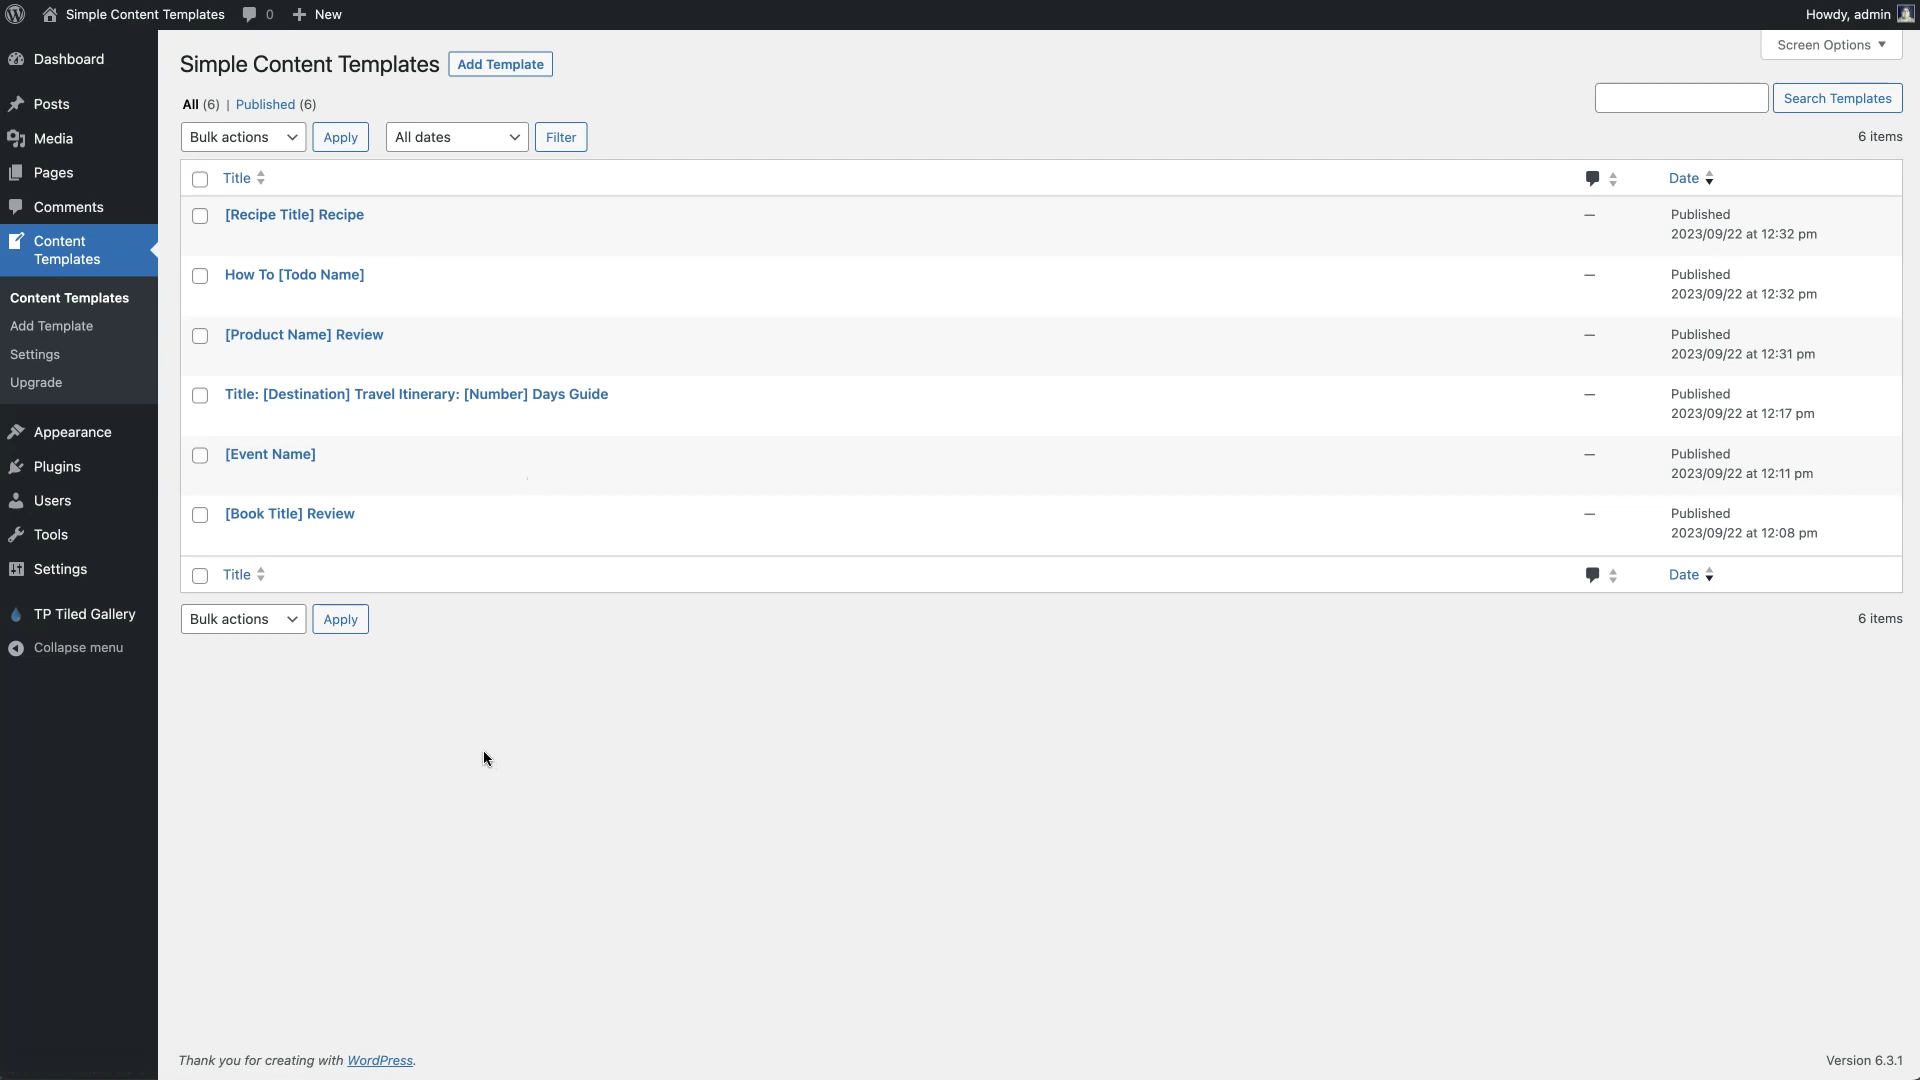 Simple Content Templates 0 New Howdy, admin
Screen Options
Dashboard
Posts
Media
Pages
Comments
Content
Templates
Content Templates
Add Template
Settings
Upgrade
Appearance
Plugins
Users
Tools
Settings
TP Tiled Gallery
Collapse menu
Simple Content Templates Add Template
All (6) | Published (6)
Search Templates
Bulk actions Apply All dates Filter 6 items
Title Date
[Recipe Title] Recipe — Published
2023/09/22 at 12:32 pm
How To [Todo Name] — Published
2023/09/22 at 12:32 pm
[Product Name] Review — Published
2023/09/22 at 12:31 pm
Title: [Destination] Travel Itinerary: [Number] Days Guide — Published
2023/09/22 at 12:17 pm
[Event Name] — Published
2023/09/22 at 12:11 pm
[Book Title] Review — Published
2023/09/22 at 12:08 pm
Title Date
Bulk actions Apply 6 items
Thank you for creating with WordPress. Version 6.3.1